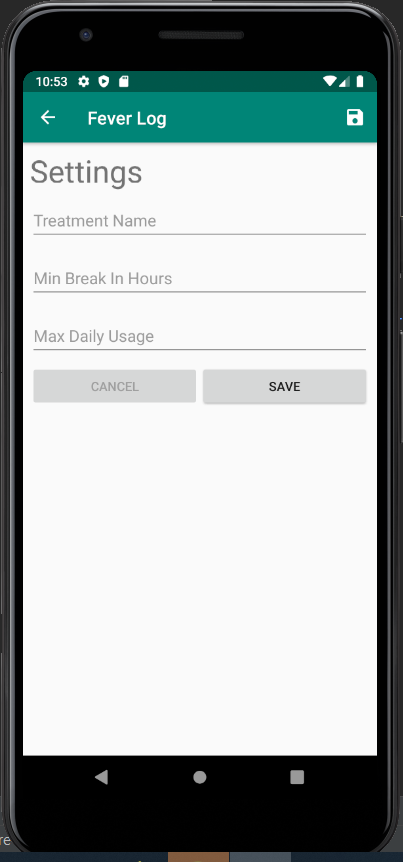 10:53
Fever Log
Settings
Treatment Name
Min Break In Hours
Max Daily Usage
CANCEL SAVE
re